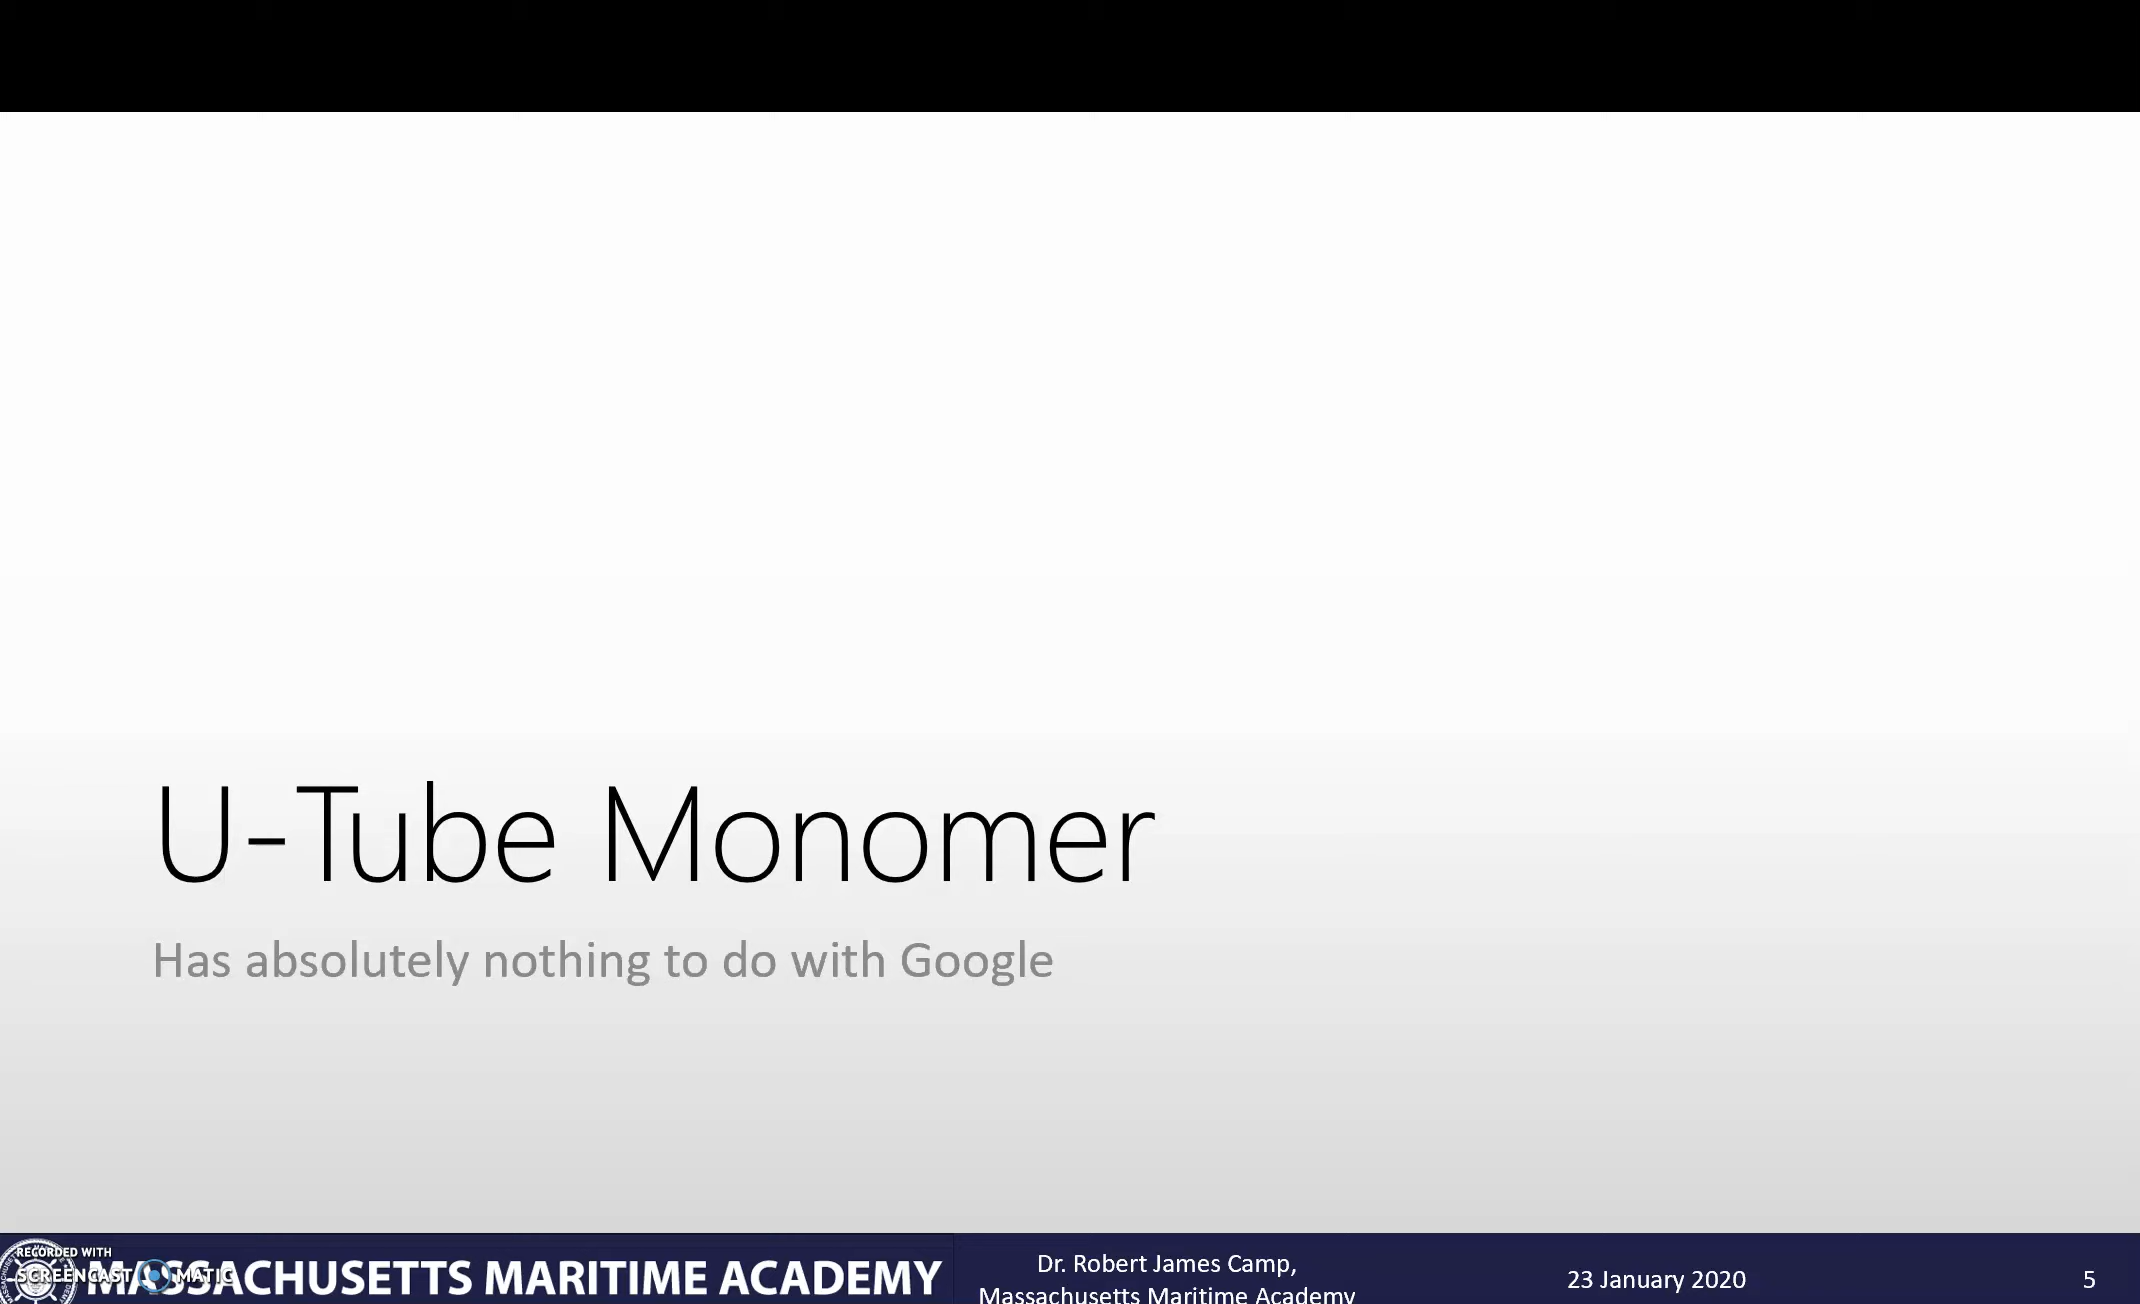 U-Tube Monomer
Has absolutely nothing to do with Google
RECORDED WITH
SCREENCAST MATIC
MASSACHUSETTS MARITIME ACADEMY
Dr. Robert James Camp,
Massachusetts Maritime Academy
23 January 2020
5